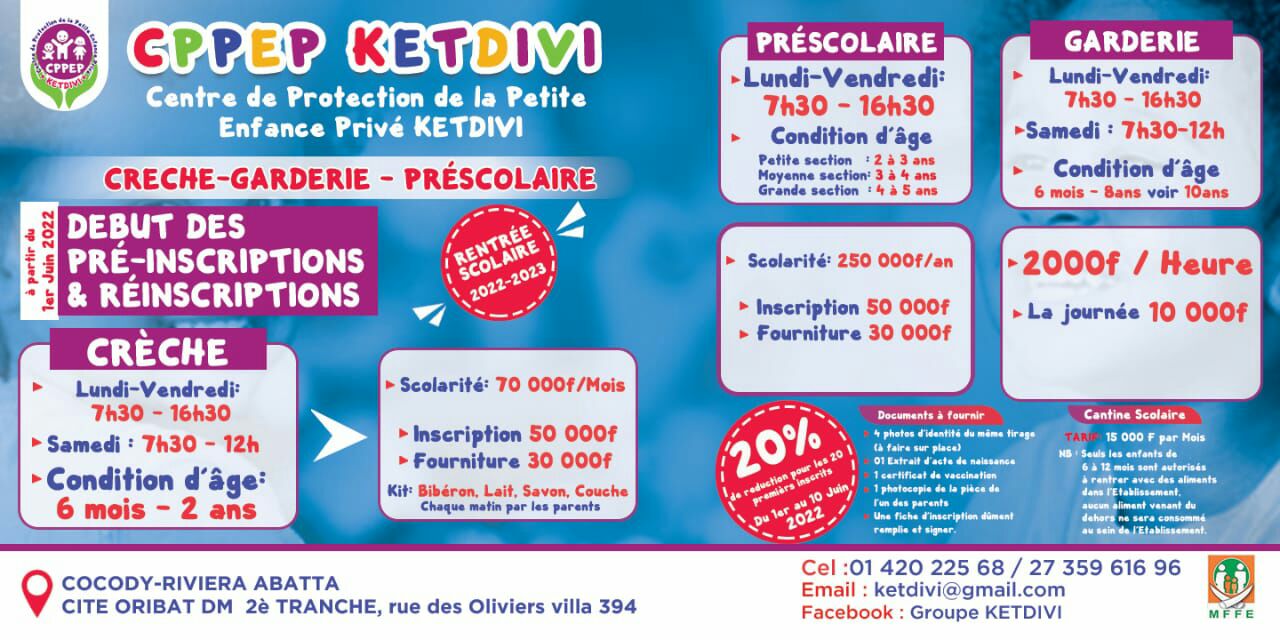 CPPEP
KETDIVI
CPPEP KETDIVI
Centre de Protection de la Petite
Enfance Privé KETDIVI
CRECHE-GARDERIE - PRÉSCOLAIRE
à partir du
1er Juin 2022
DEBUT DES
PRÉ-INSCRIPTIONS
& RÉINSCRIPTIONS
RENTRÉE
SCOLAIRE
2022-2023
CRÈCHE
Lundi-Vendredi:
7h30 - 16h30
Samedi : 7h30 - 12h
Condition d'âge:
6 mois - 2 ans
Scolarité: 70 000f/Mois
Inscription 50 000f
Fourniture 30 000f
Kit: Bibéron, Lait, Savon, Couche
Chaque matin par les parents
PRÉSCOLAIRE
Lundi-Vendredi:
7h30 - 16h30
Condition d'âge
Petite section : 2 à 3 ans
Moyenne section: 3 à 4 ans
Grande section : 4 à 5 ans
Scolarité: 250 000f/an
Inscription 50 000f
Fourniture 30 000f
GARDERIE
Lundi-Vendredi:
7h30 - 16h30
Samedi : 7h30-12h
Condition d'âge
6 mois - 8ans voir 10ans
2000f / Heure
La journée 10 000f
20%
de reduction pour les 20
premièrs inscrits
Du 1er au 10 Juin
2022
Documents à fournir
4 photos d'identité du même tirage
(à faire sur place)
01 Extrait d'acte de naissance
1 certificat de vaccination
1 photocopie de la pièce de
l'un des parents
Une fiche d'inscription dûment
remplie et signer.
Cantine Scolaire
TARIF: 15 000 F par Mois
NB : Seuls les enfants de
6 à 12 mois sont autorisés
à rentrer avec des aliments
dans l'Etablissement,
aucun aliment venant du
dehors ne sera consommé
au sein de l'Etablissement.
COCODY-RIVIERA ABATTA
CITE ORIBAT DM 2è TRANCHE, rue des Oliviers villa 394
Cel :01 420 225 68 / 27 359 616 96
Email : ketdivi@gmail.com
Facebook : Groupe KETDIVI
MFFE